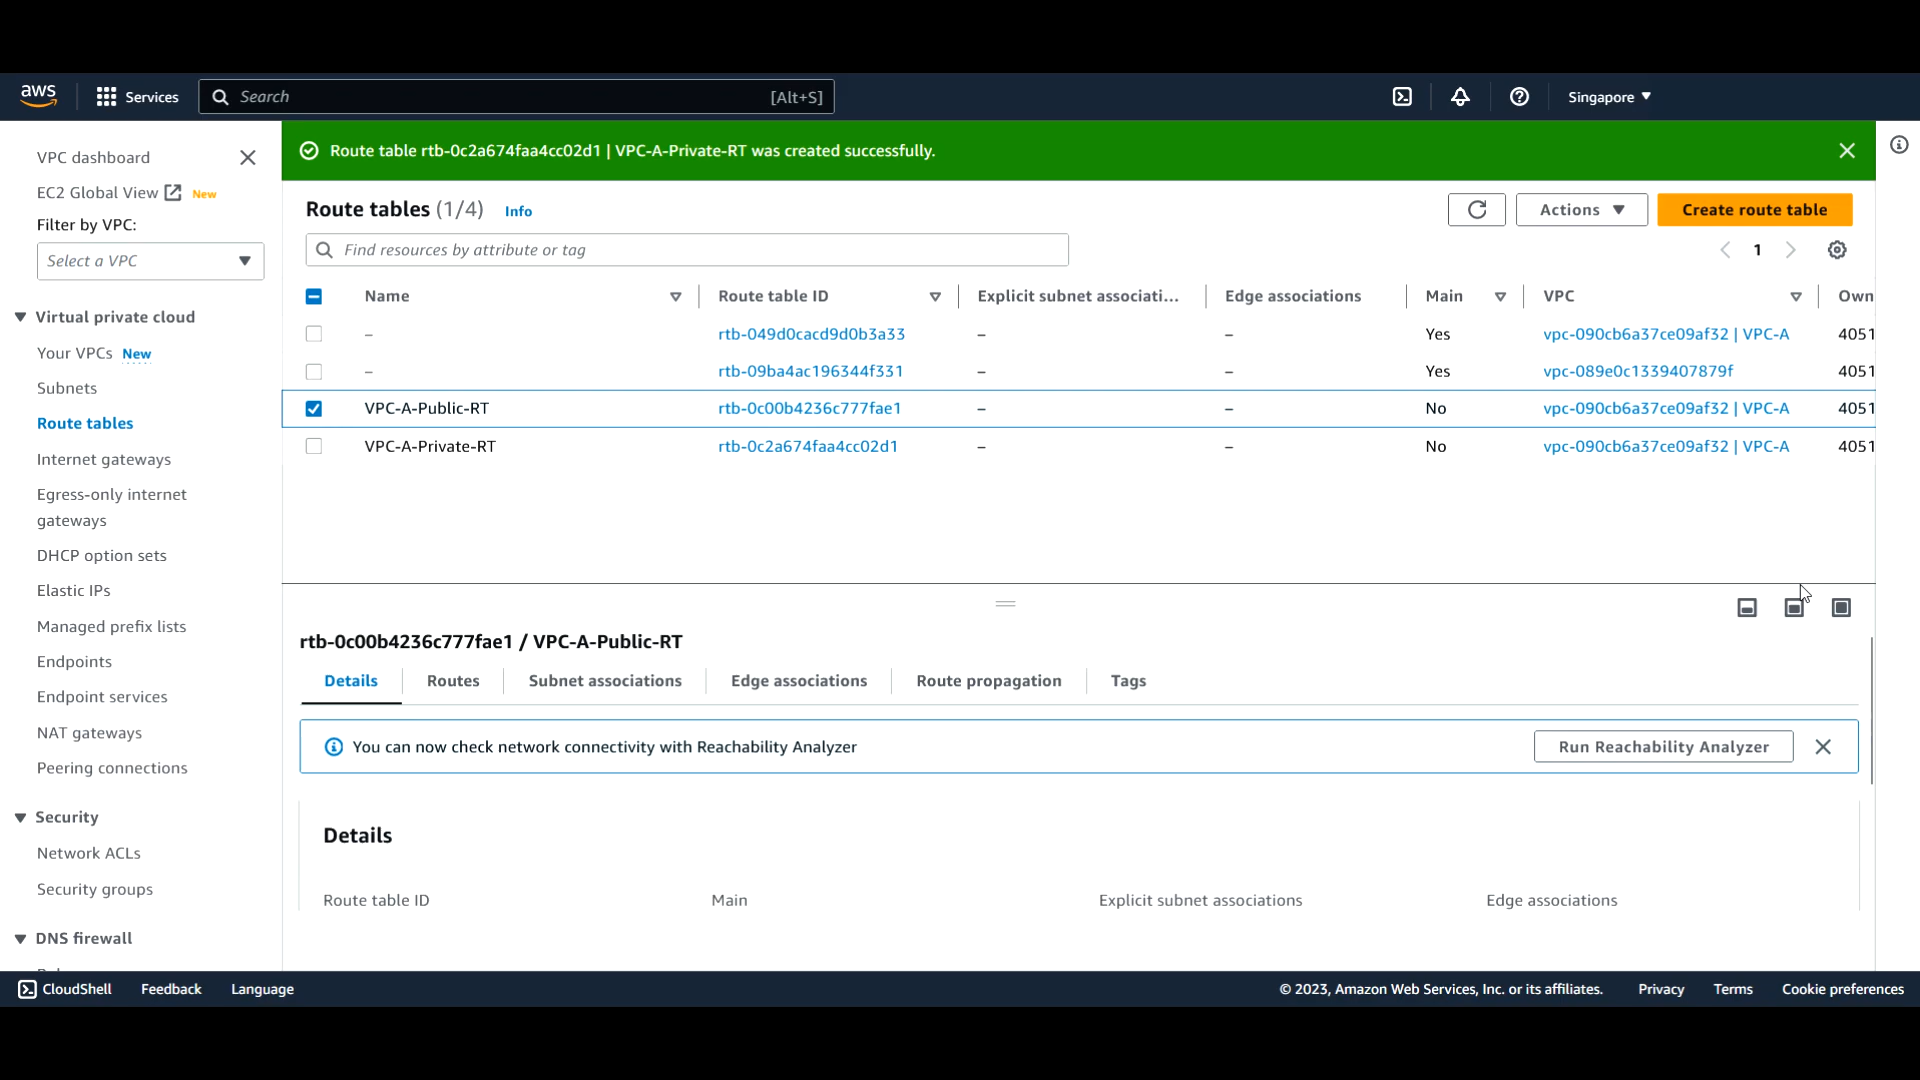 aws
Services
Search [Alt+S]
Singapore
VPC dashboard
EC2 Global View New
Filter by VPC:
Select a VPC
Virtual private cloud
Your VPCs New
Subnets
Route tables
Internet gateways
Egress-only internet
gateways
DHCP option sets
Elastic IPs
Managed prefix lists
Endpoints
Endpoint services
NAT gateways
Peering connections
Security
Network ACLs
Security groups
DNS firewall
Route table rtb-0c2a674faa4cc02d1 | VPC-A-Private-RT was created successfully.
Route tables (1/4) Info
Actions
Create route table
Find resources by attribute or tag
1
Name Route table ID Explicit subnet associati... Edge associations Main VPC Own
– rtb-049d0cacd9d0b3a33 – – Yes vpc-090cb6a37ce09af32 | VPC-A 4051
– rtb-09ba4ac196344f331 – – Yes vpc-089e0c1339407879f 4051
VPC-A-Public-RT rtb-0c00b4236c777fae1 – – No vpc-090cb6a37ce09af32 | VPC-A 4051
VPC-A-Private-RT rtb-0c2a674faa4cc02d1 – – No vpc-090cb6a37ce09af32 | VPC-A 4051
rtb-0c00b4236c777fae1 / VPC-A-Public-RT
Details Routes Subnet associations Edge associations Route propagation Tags
You can now check network connectivity with Reachability Analyzer
Run Reachability Analyzer
Details
Route table ID Main Explicit subnet associations Edge associations
CloudShell Feedback Language
© 2023, Amazon Web Services, Inc. or its affiliates. Privacy Terms Cookie preferences